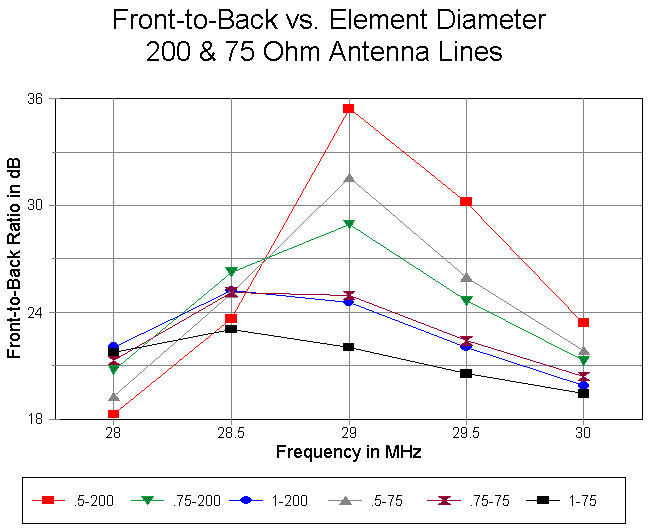 Front-to-Back vs. Element Diameter
200 & 75 Ohm Antenna Lines
Front-to-Back Ratio in dB
36
30
24
18
28 28.5 29 29.5 30
Frequency in MHz
.5-200 .75-200 1-200 .5-75 .75-75 1-75